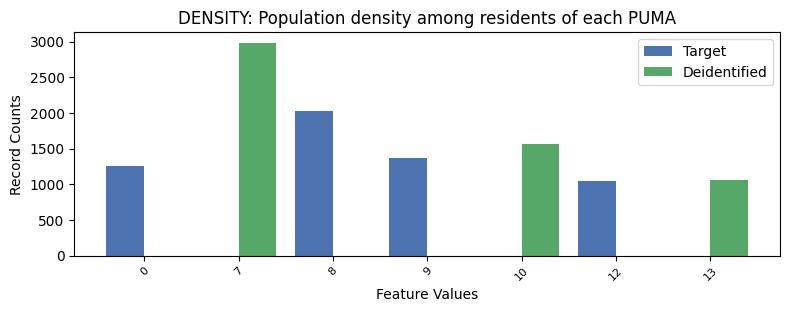 DENSITY: Population density among residents of each PUMA
Target
Deidentified
Record Counts
3000
2500
2000
1500
1000
500
0
0 7 8 9 10 12 13
Feature Values